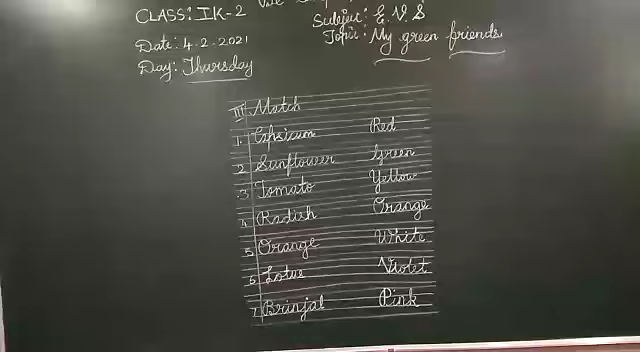 CLASS: IK-2
Subject: E.V.S
Date: 4.2.2021
Topic: My green friends
Day: Thursday
III Match
1. Capsicum Red
2 Sunflower Green
3 Tomato Yellow
4 Radish Orange
5 Orange White
6 Lotus Violet
7 Brinjal Pink